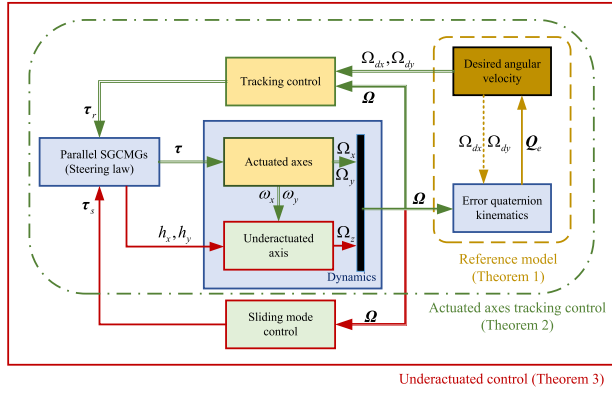 Ω_dx, Ω_dy
Desired angular
velocity
Tracking control
Ω
τ_r
Parallel SGCMGs
(Steering law)
τ
Actuated axes
Ω_x
Ω_y
Ω_dx, Ω_dy
Q_e
τ_s
ω_x ω_y
Ω
Error quaternion
kinematics
h_x, h_y
Underactuated
axis
Ω_z
Dynamics
Reference model
(Theorem 1)
Sliding mode
control
Ω
Actuated axes tracking control
(Theorem 2)
Underactuated control (Theorem 3)